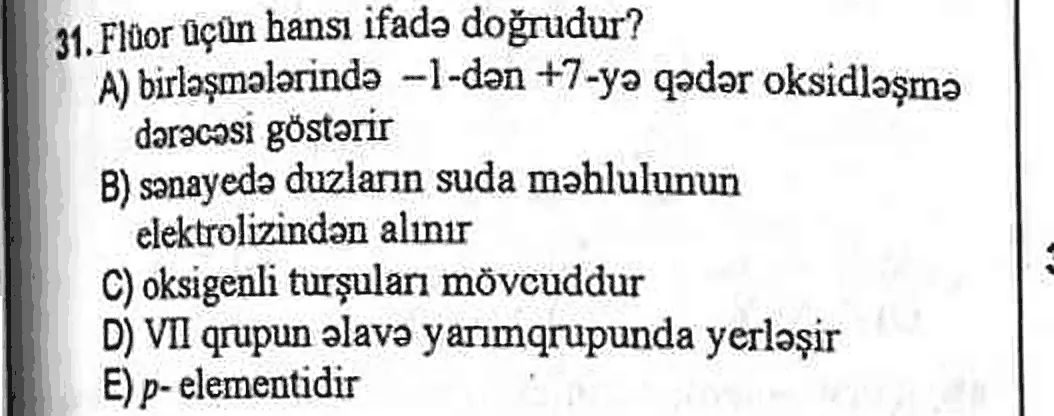 31. Flüor üçün hansı ifadə doğrudur?
A) birləşmələrində –1-dən +7-yə qədər oksidləşmə
dərəcəsi göstərir
B) sənayedə duzların suda məhlulunun
elektrolizindən alınır
C) oksigenli turşuları mövcuddur
D) VII qrupun əlavə yarımqrupunda yerləşir
E) p- elementidir